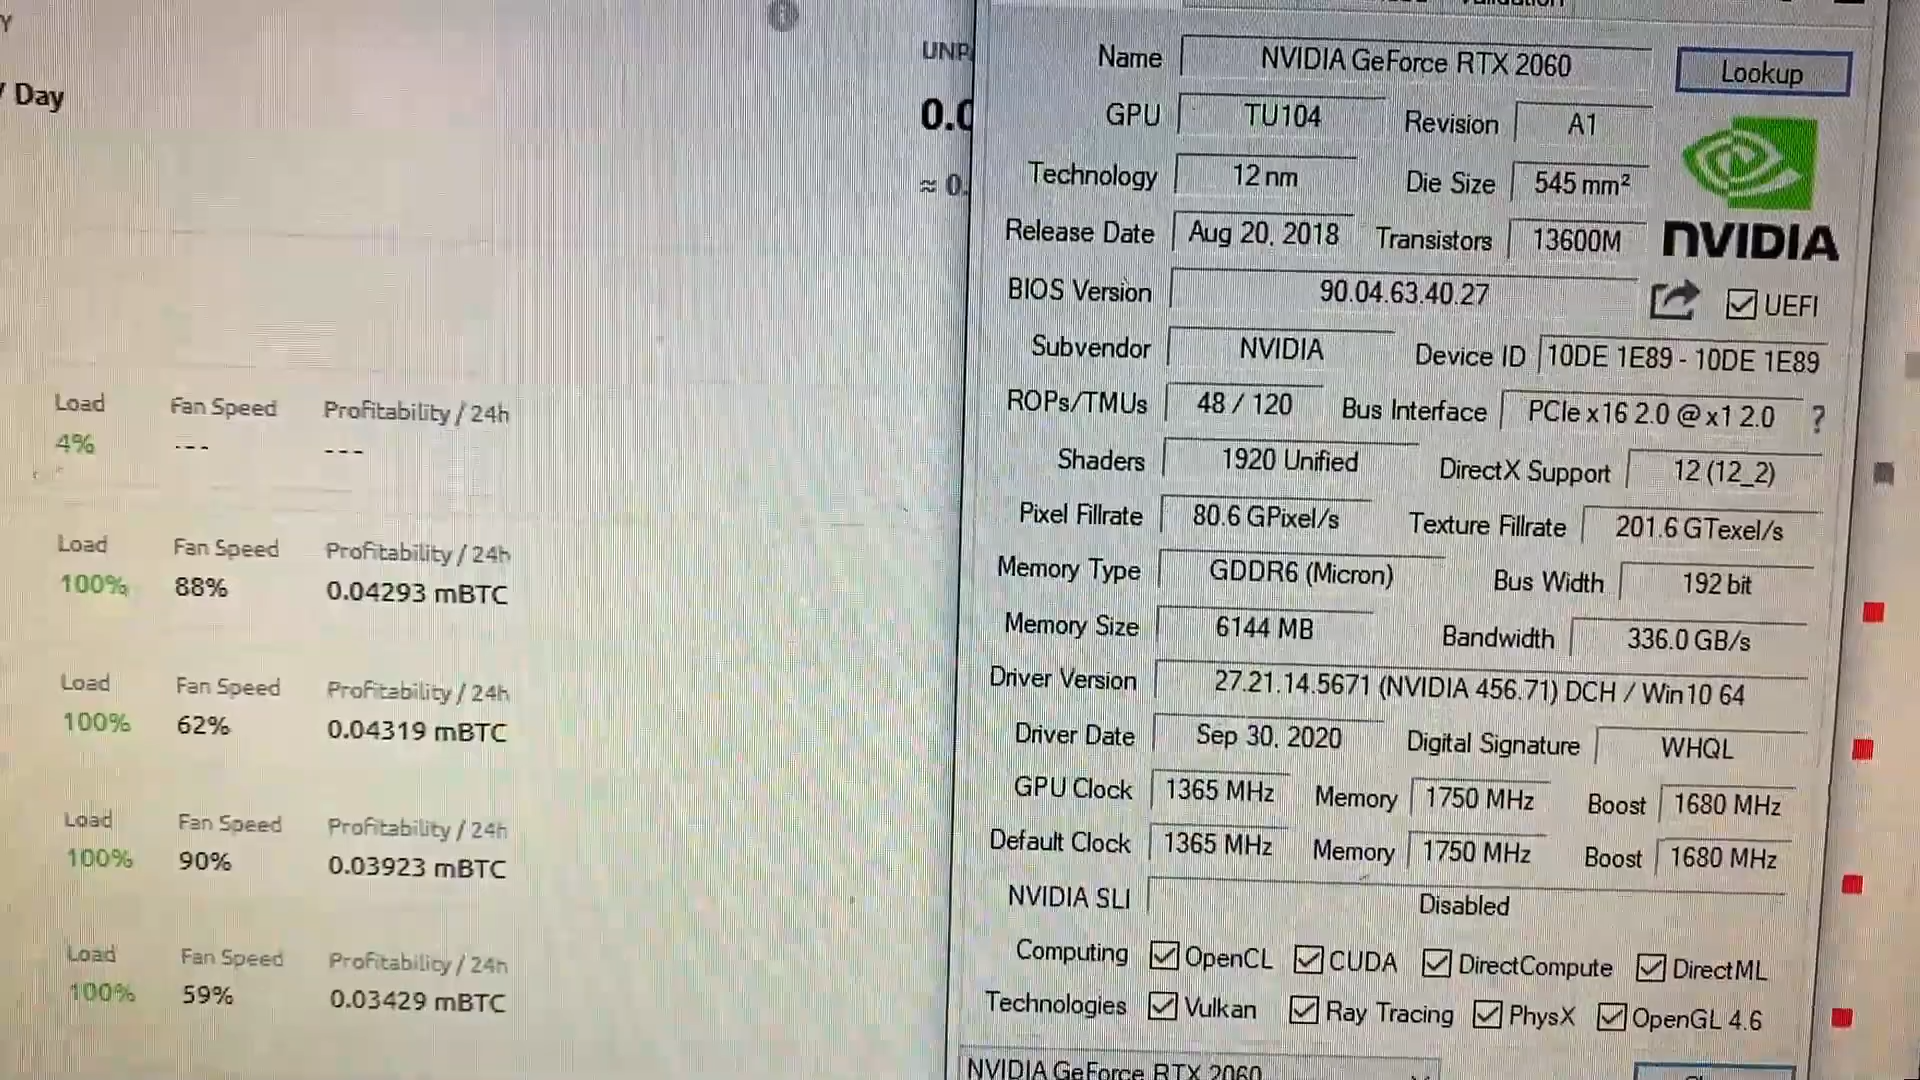 Day
Load Fan Speed Profitability / 24h
4% --- ---
Load Fan Speed Profitability / 24h
100% 88% 0.04293 mBTC
Load Fan Speed Profitability / 24h
100% 62% 0.04319 mBTC
Load Fan Speed Profitability / 24h
100% 90% 0.03923 mBTC
Load Fan Speed Profitability / 24h
100% 59% 0.03429 mBTC
Name NVIDIA GeForce RTX 2060 Lookup
GPU TU104 Revision A1
Technology 12 nm Die Size 545 mm²
Release Date Aug 20, 2018 Transistors 13600M
nVIDIA
BIOS Version 90.04.63.40.27 UEFI
Subvendor NVIDIA Device ID 10DE 1E89 - 10DE 1E89
ROPs/TMUs 48 / 120 Bus Interface PCIe x16 2.0 @ x1 2.0 ?
Shaders 1920 Unified DirectX Support 12 (12_2)
Pixel Fillrate 80.6 GPixel/s Texture Fillrate 201.6 GTexel/s
Memory Type GDDR6 (Micron) Bus Width 192 bit
Memory Size 6144 MB Bandwidth 336.0 GB/s
Driver Version 27.21.14.5671 (NVIDIA 456.71) DCH / Win10 64
Driver Date Sep 30, 2020 Digital Signature WHQL
GPU Clock 1365 MHz Memory 1750 MHz Boost 1680 MHz
Default Clock 1365 MHz Memory 1750 MHz Boost 1680 MHz
NVIDIA SLI Disabled
Computing OpenCL CUDA DirectCompute DirectML
Technologies Vulkan Ray Tracing PhysX OpenGL 4.6
NVIDIA GeForce RTX 2060